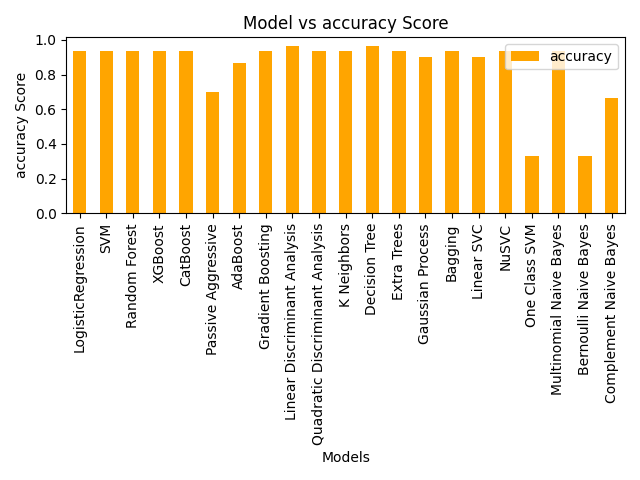 Model vs accuracy Score
accuracy
accuracy Score
1.0
0.8
0.6
0.4
0.2
0.0
LogisticRegression
SVM
Random Forest
XGBoost
CatBoost
Passive Aggressive
AdaBoost
Gradient Boosting
Linear Discriminant Analysis
Quadratic Discriminant Analysis
K Neighbors
Decision Tree
Extra Trees
Gaussian Process
Bagging
Linear SVC
NuSVC
One Class SVM
Multinomial Naive Bayes
Bernoulli Naive Bayes
Complement Naive Bayes
Models